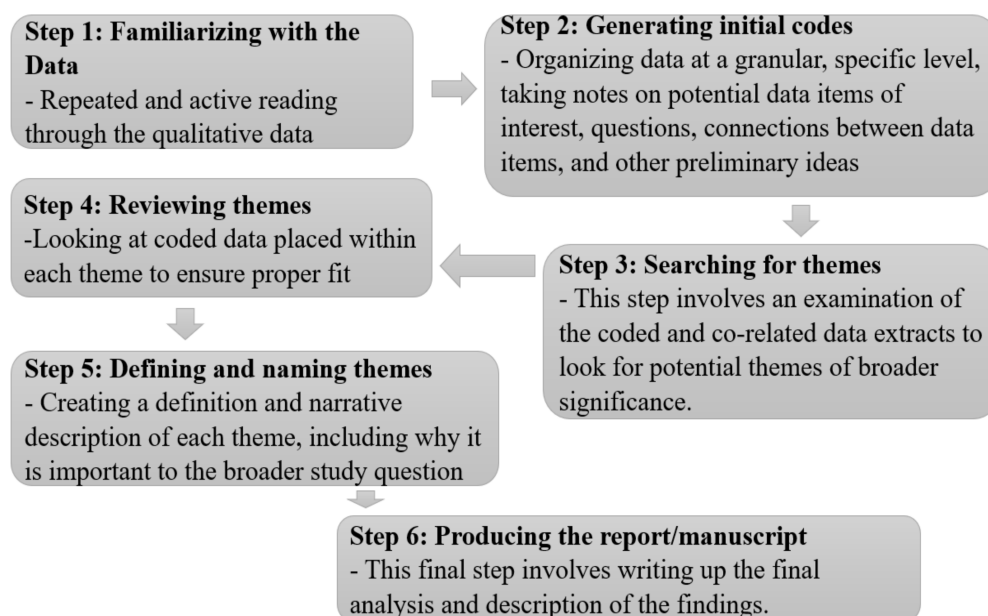 Step 1: Familiarizing with the
Data
- Repeated and active reading
through the qualitative data
Step 2: Generating initial codes
- Organizing data at a granular, specific level,
taking notes on potential data items of
interest, questions, connections between data
items, and other preliminary ideas
Step 3: Searching for themes
- This step involves an examination of
the coded and co-related data extracts to
look for potential themes of broader
significance.
Step 4: Reviewing themes
-Looking at coded data placed within
each theme to ensure proper fit
Step 5: Defining and naming themes
- Creating a definition and narrative
description of each theme, including why it
is important to the broader study question
Step 6: Producing the report/manuscript
- This final step involves writing up the final
analysis and description of the findings.